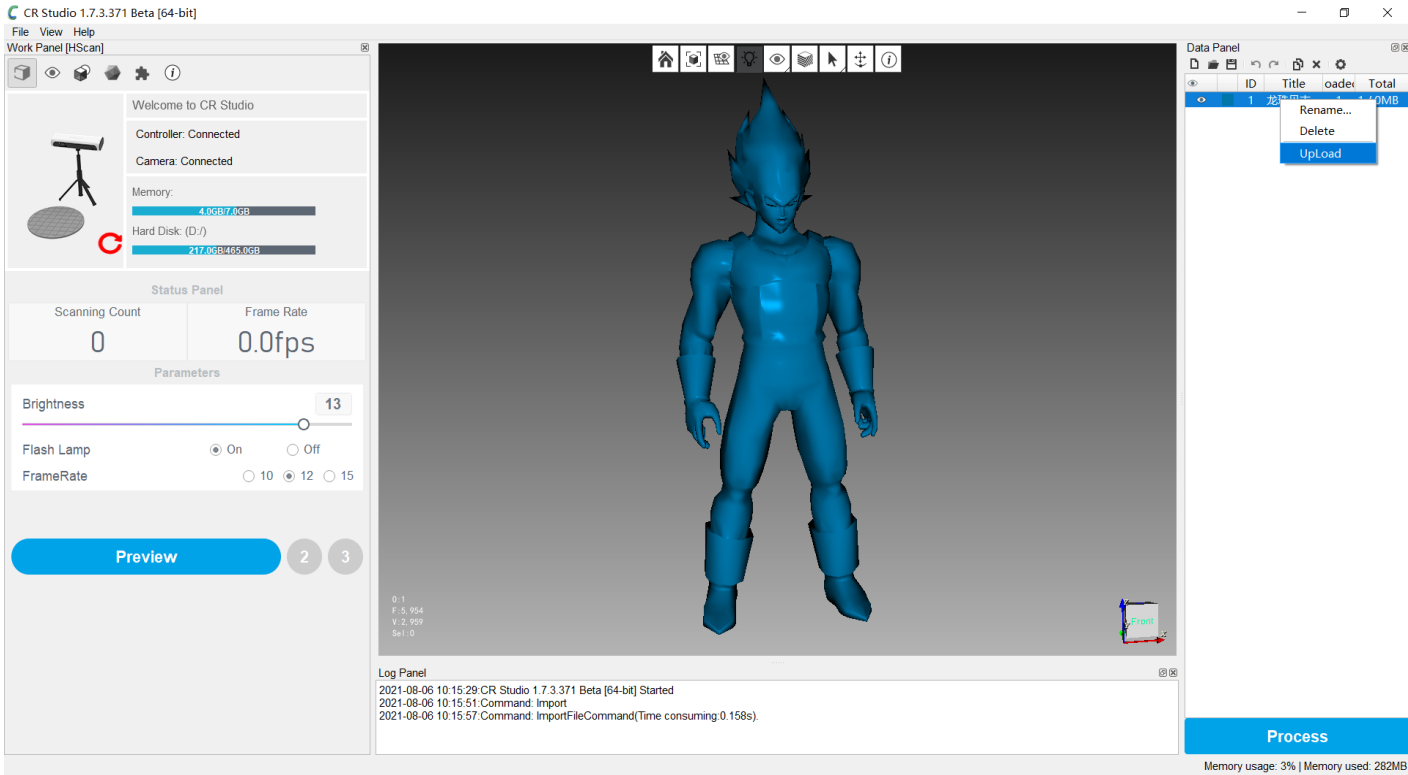 CR Studio 1.7.3.371 Beta [64-bit]
File View Help
Work Panel [HScan]
Welcome to CR Studio
Controller: Connected
Camera: Connected
Memory:
4.0GB/7.0GB
Hard Disk: (D:/)
217.0GB/465.0GB
Status Panel
Scanning Count
Frame Rate
0
0.0fps
Parameters
Brightness
13
Flash Lamp
On
Off
FrameRate
10
12
15
Preview
2
3
O:1
F:5,954
V:2,959
Sel:0
Front
Log Panel
2021-08-06 10:15:29:CR Studio 1.7.3.371 Beta [64-bit] Started
2021-08-06 10:15:51:Command: Import
2021-08-06 10:15:57:Command: ImportFileCommand(Time consuming:0.158s).
Data Panel
ID Title oaded Total
1
Rename...
Delete
UpLoad
Process
Memory usage: 3% | Memory used: 282MB